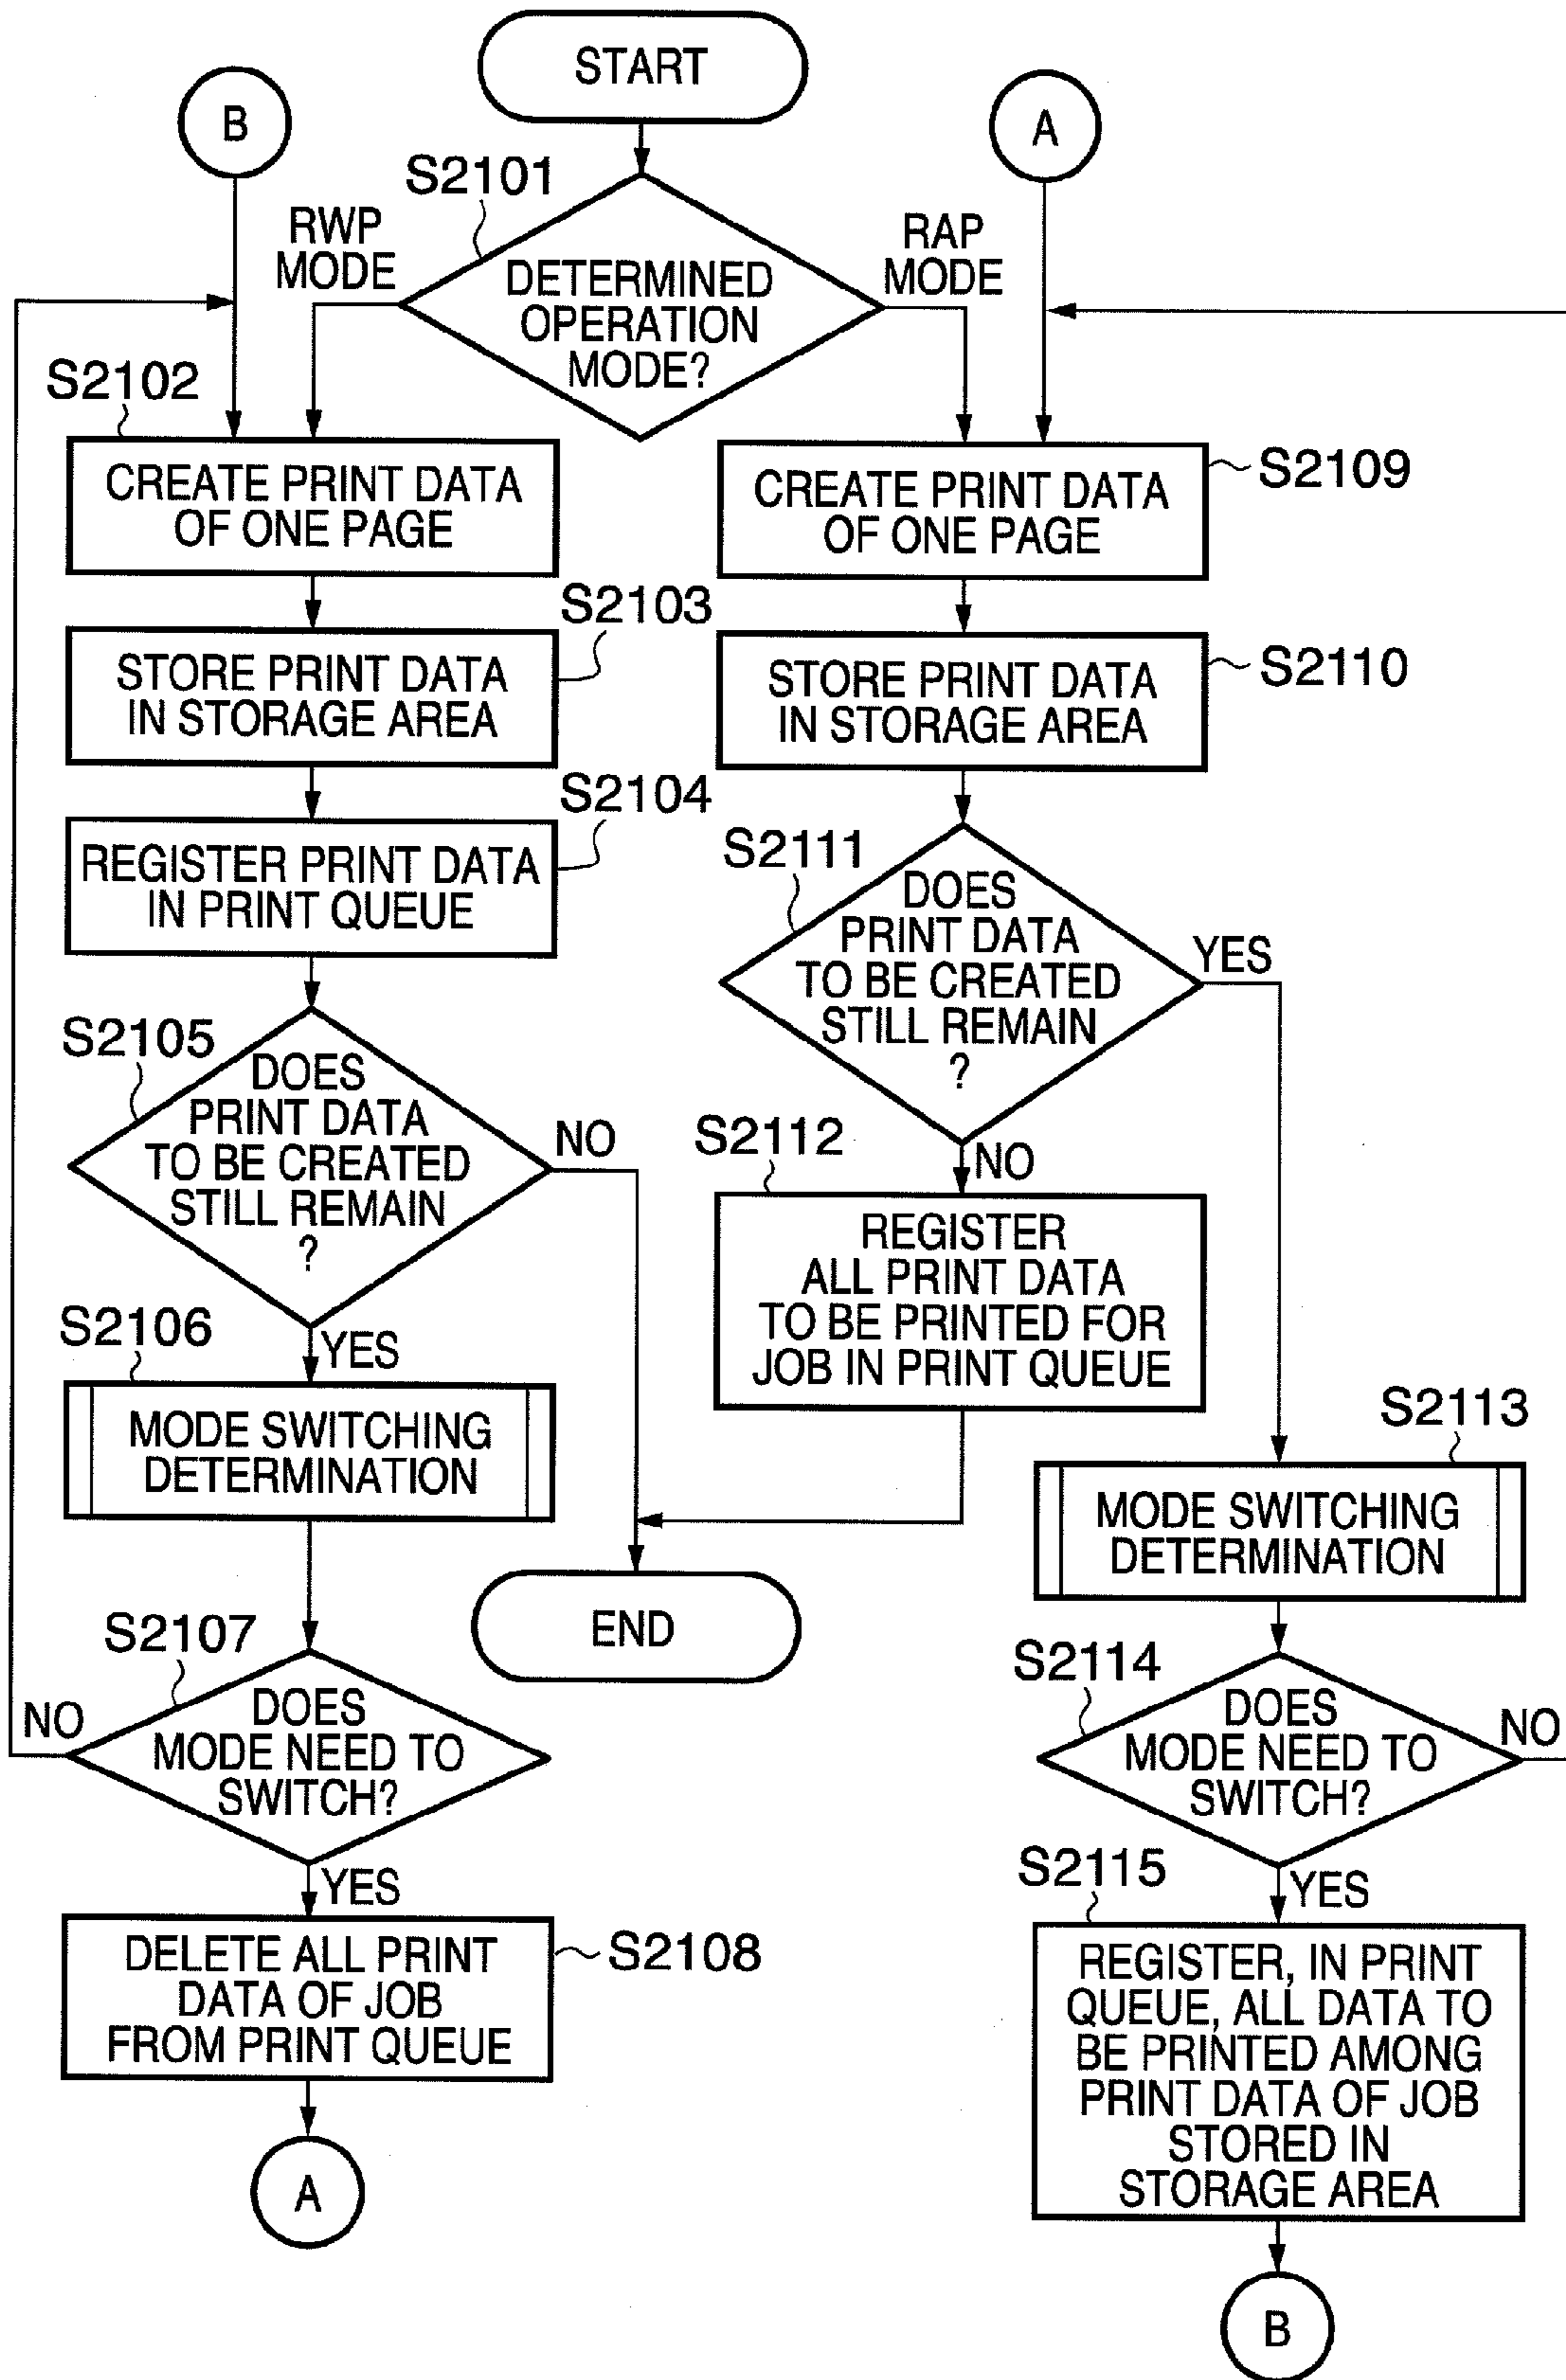 START
B
A
S2101
RWP
MODE
RAP
MODE
DETERMINED
OPERATION
MODE?
S2102
CREATE PRINT DATA
OF ONE PAGE
S2103
STORE PRINT DATA
IN STORAGE AREA
S2104
REGISTER PRINT DATA
IN PRINT QUEUE
S2105
DOES
PRINT DATA
TO BE CREATED
STILL REMAIN
?
NO
YES
S2106
MODE SWITCHING
DETERMINATION
S2107
DOES
MODE NEED TO
SWITCH?
NO
YES
S2108
DELETE ALL PRINT
DATA OF JOB
FROM PRINT QUEUE
A
S2109
CREATE PRINT DATA
OF ONE PAGE
S2110
STORE PRINT DATA
IN STORAGE AREA
S2111
DOES
PRINT DATA
TO BE CREATED
STILL REMAIN
?
YES
NO
S2112
REGISTER
ALL PRINT DATA
TO BE PRINTED FOR
JOB IN PRINT QUEUE
END
S2113
MODE SWITCHING
DETERMINATION
S2114
DOES
MODE NEED TO
SWITCH?
NO
YES
S2115
REGISTER, IN PRINT
QUEUE, ALL DATA TO
BE PRINTED AMONG
PRINT DATA OF JOB
STORED IN
STORAGE AREA
B